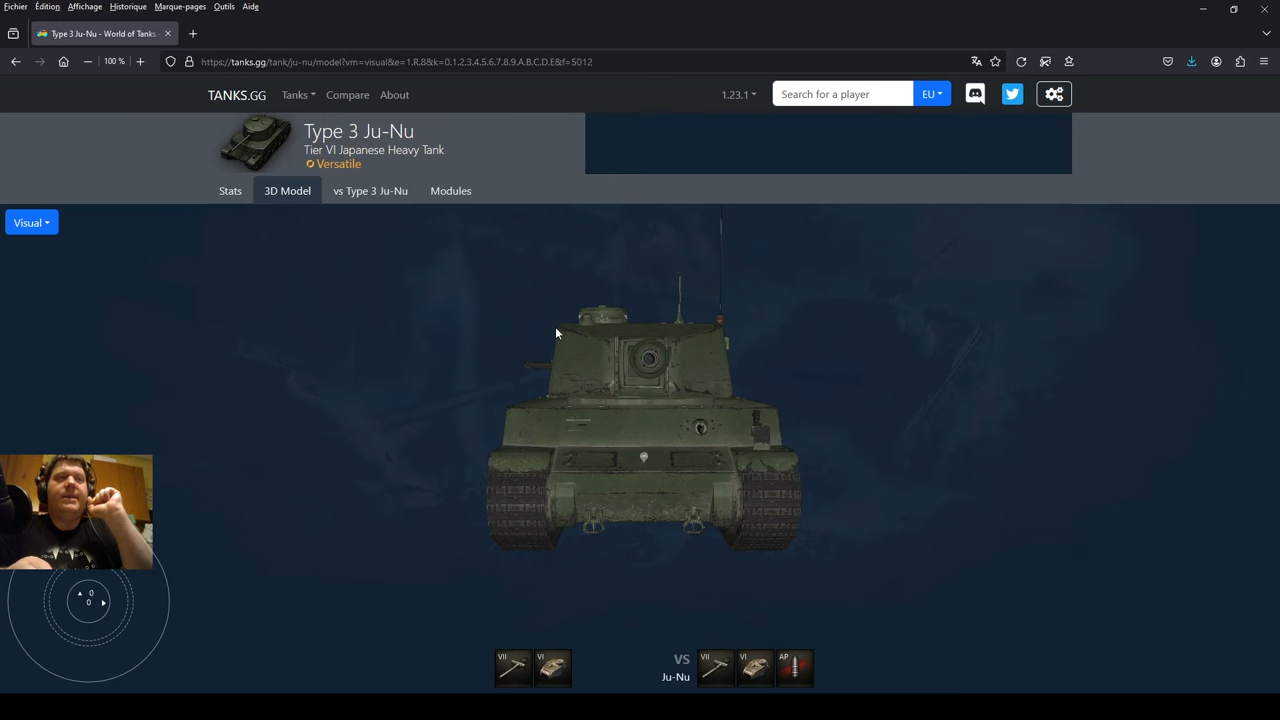 Fichier Édition Affichage Historique Marque-pages Outils Aide
Type 3 Ju-Nu - World of Tanks
100 %
https://tanks.gg/tank/ju-nu/model?vm=visual&e=1.R.8&k=0.1.2.3.4.5.6.7.8.9.A.B.C.D.E&f=5012
TANKS.GG Tanks Compare About 1.23.1 Search for a player EU
Type 3 Ju-Nu
Tier VI Japanese Heavy Tank
Versatile
Stats 3D Model vs Type 3 Ju-Nu Modules
Visual
0
0
VII VI VS VII VI AP
Ju-Nu